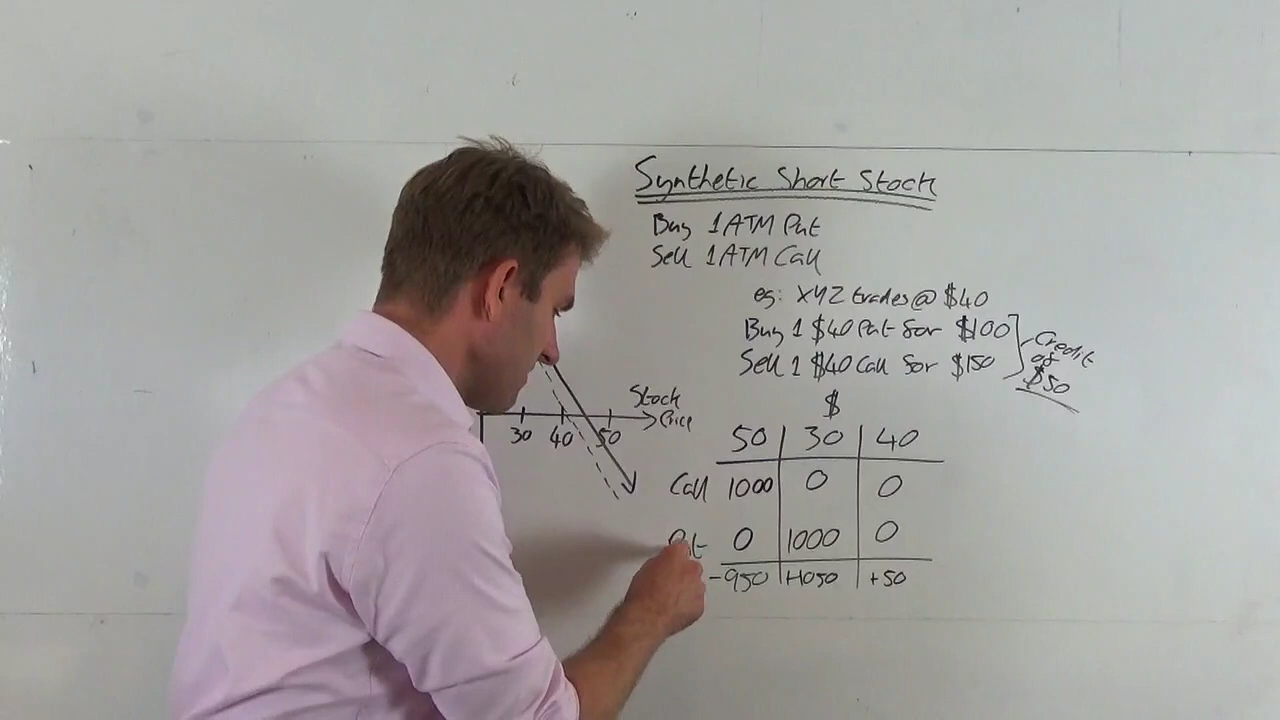 Synthetic Short Stock
Buy 1 ATM Put
Sell 1 ATM Call
eg: XYZ trades @ $40
Buy 1 $40 Put for $100
Sell 1 $40 Call for $150
Credit
of
$50
Stock
Price
30 40 50
$
50 30 40
Call 1000 0 0
Put 0 1000 0
-950 +1050 +50